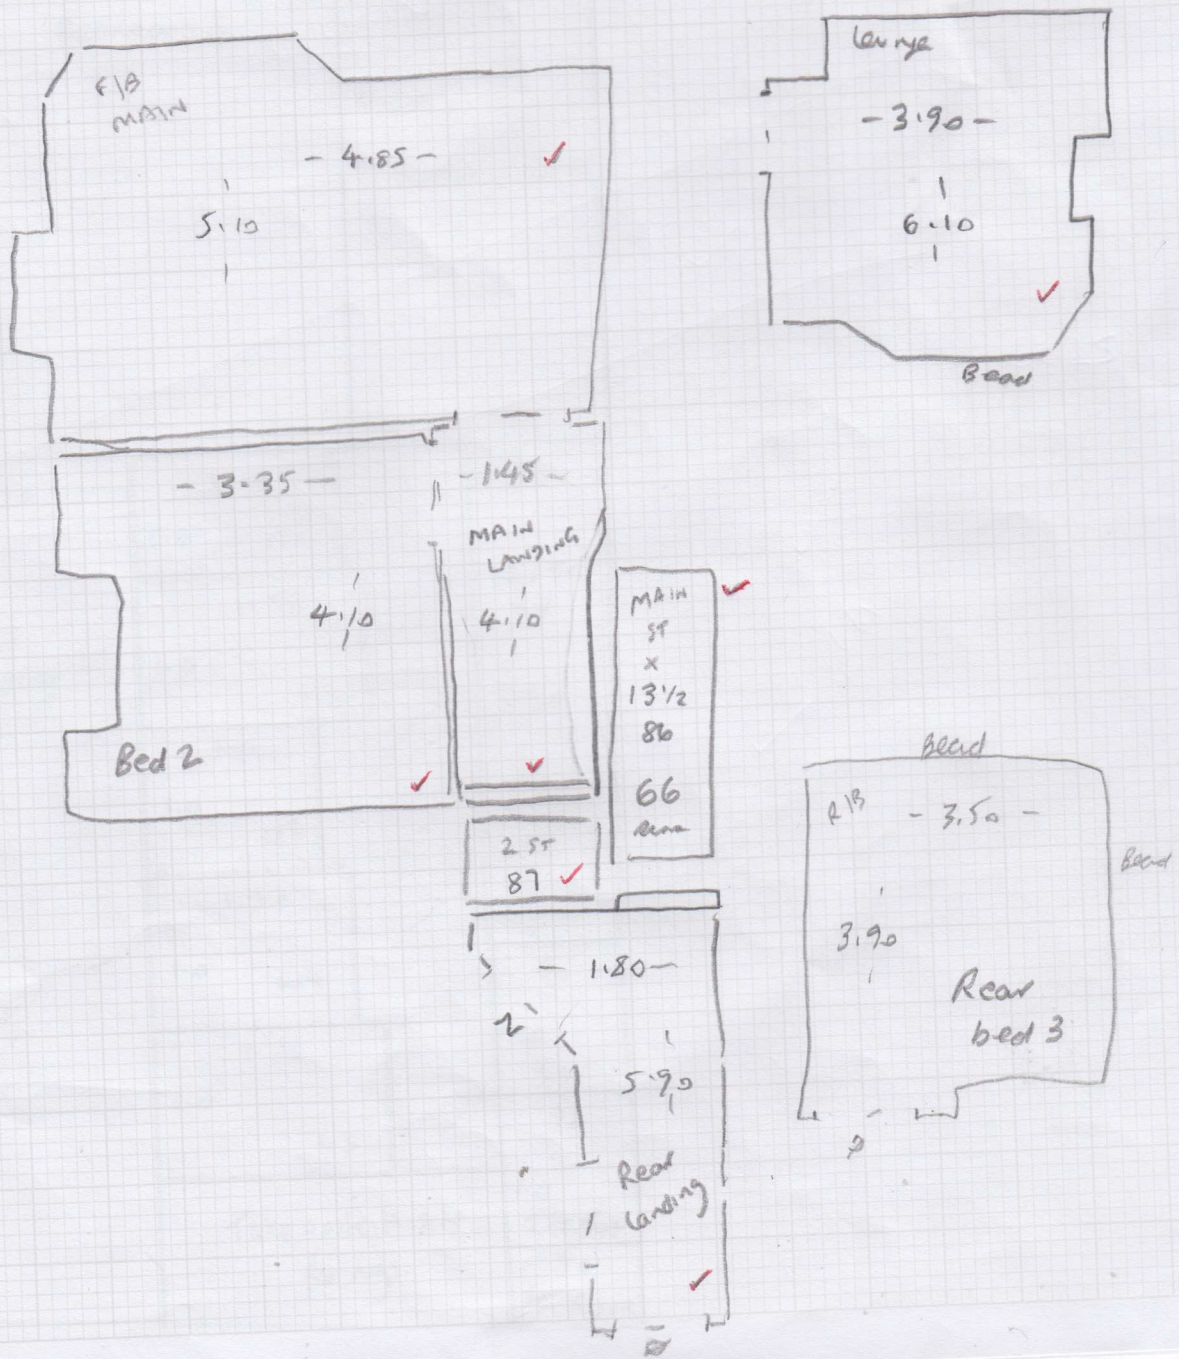 F/B
MAIN
- 4.85 -
5.10
Lounge
- 3.90 -
6.10
Bead
- 3.35 -
4.10
Bed 2
- 1.45 -
MAIN
LANDING
4.10
MAIN
ST
x
13 1/2
86
66
2 ST
87
- 1.80 -
5.90
Rear
Landing
Bead
R/B
- 3.50 -
Bead
3.90
Rear
bed 3